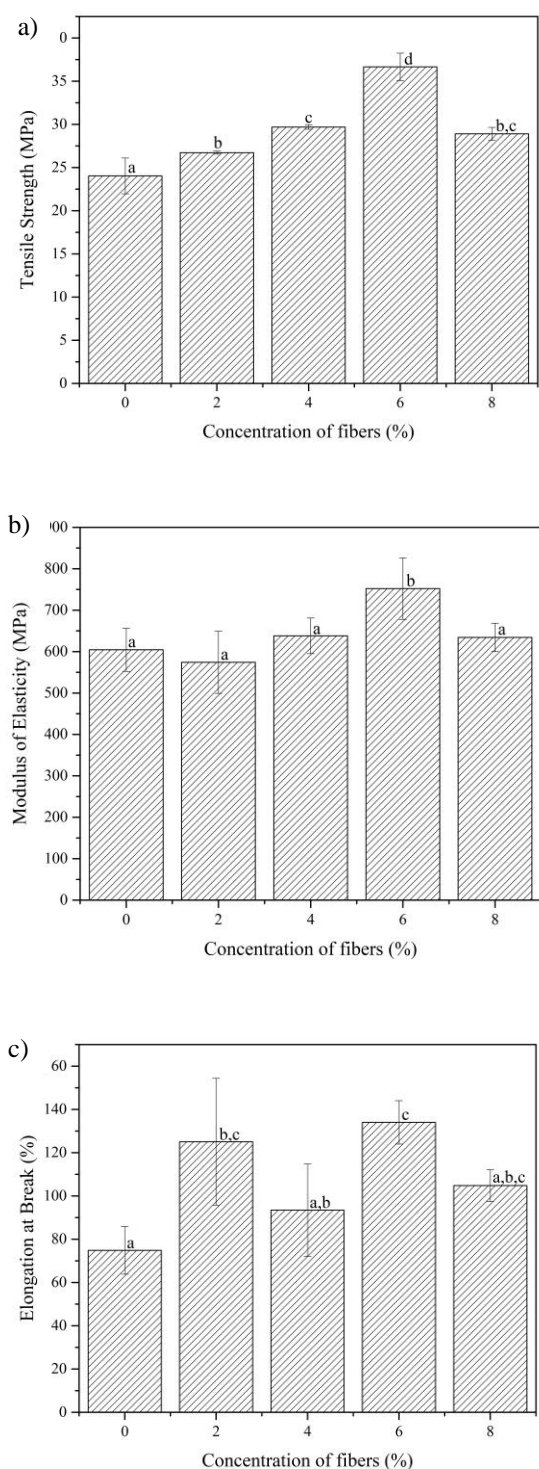 a)
0
35
30
25
20
15
10
5
0
Tensile Strength (MPa)
a
b
c
d
b,c
0 2 4 6 8
Concentration of fibers (%)
b)
00
800
700
600
500
400
300
200
100
0
Modulus of Elasticity (MPa)
a
a
a
b
a
0 2 4 6 8
Concentration of fibers (%)
c)
60
140
120
100
80
60
40
20
0
Elongation at Break (%)
a
b,c
a,b
c
a,b,c
0 2 4 6 8
Concentration of fibers (%)